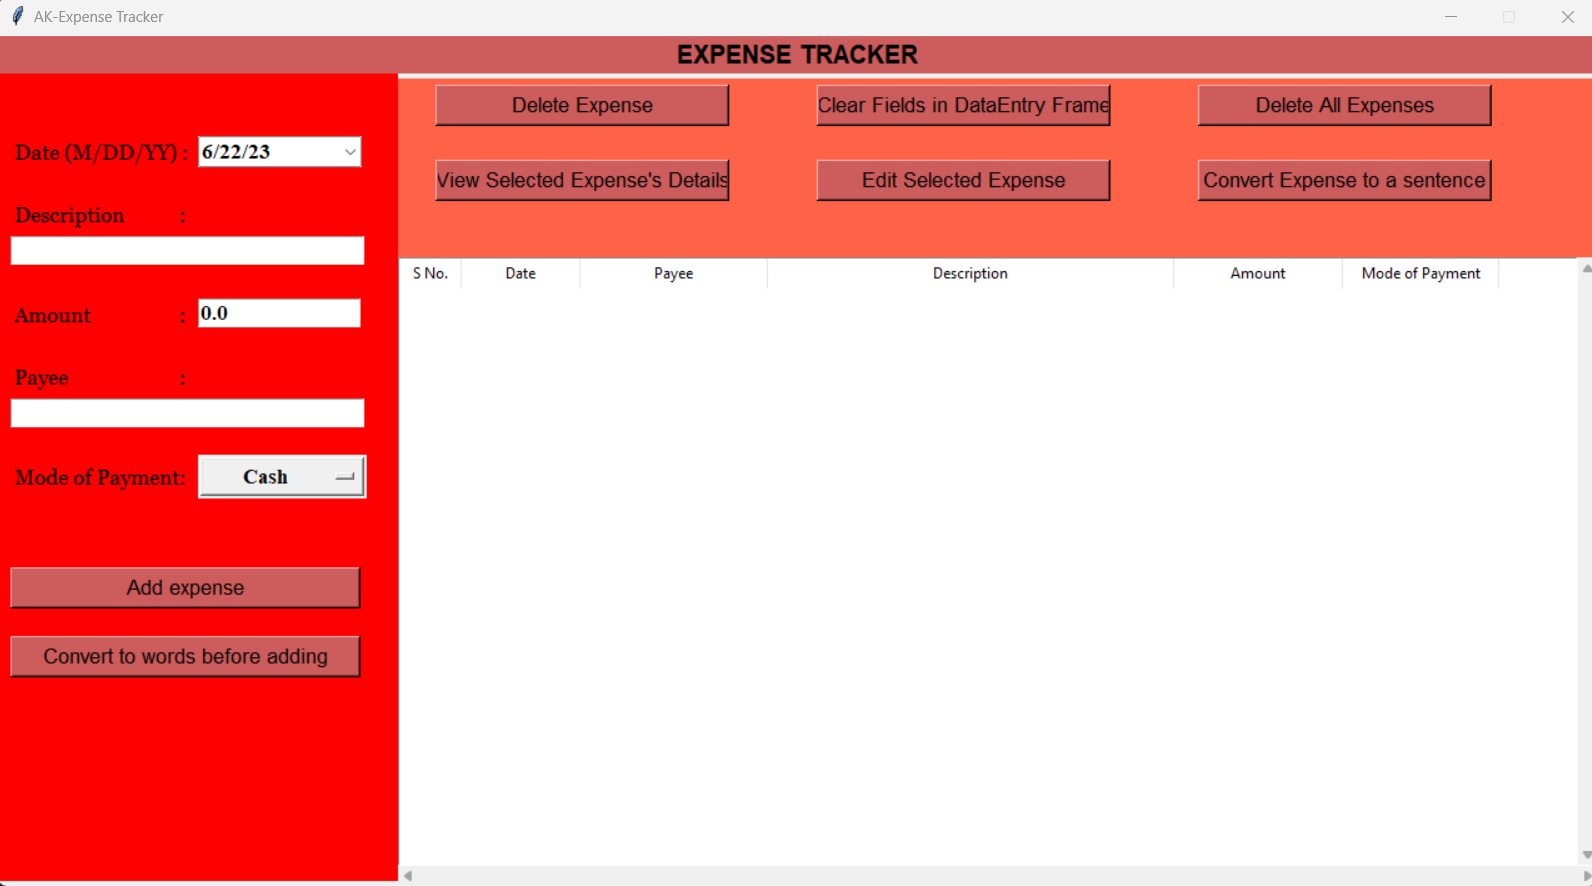 AK-Expense Tracker
EXPENSE TRACKER
Date (M/DD/YY) : 6/22/23
Description :
Amount : 0.0
Payee :
Mode of Payment: Cash
Add expense
Convert to words before adding
Delete Expense Clear Fields in DataEntry Frame Delete All Expenses
View Selected Expense's Details Edit Selected Expense Convert Expense to a sentence
S No. Date Payee Description Amount Mode of Payment